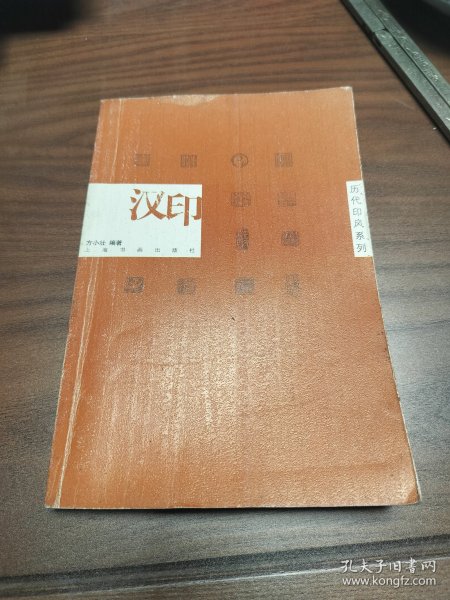 汉印
方小壮 编著
上海书画出版社
历代印风系列
孔夫子旧书网
www.kongfz.com